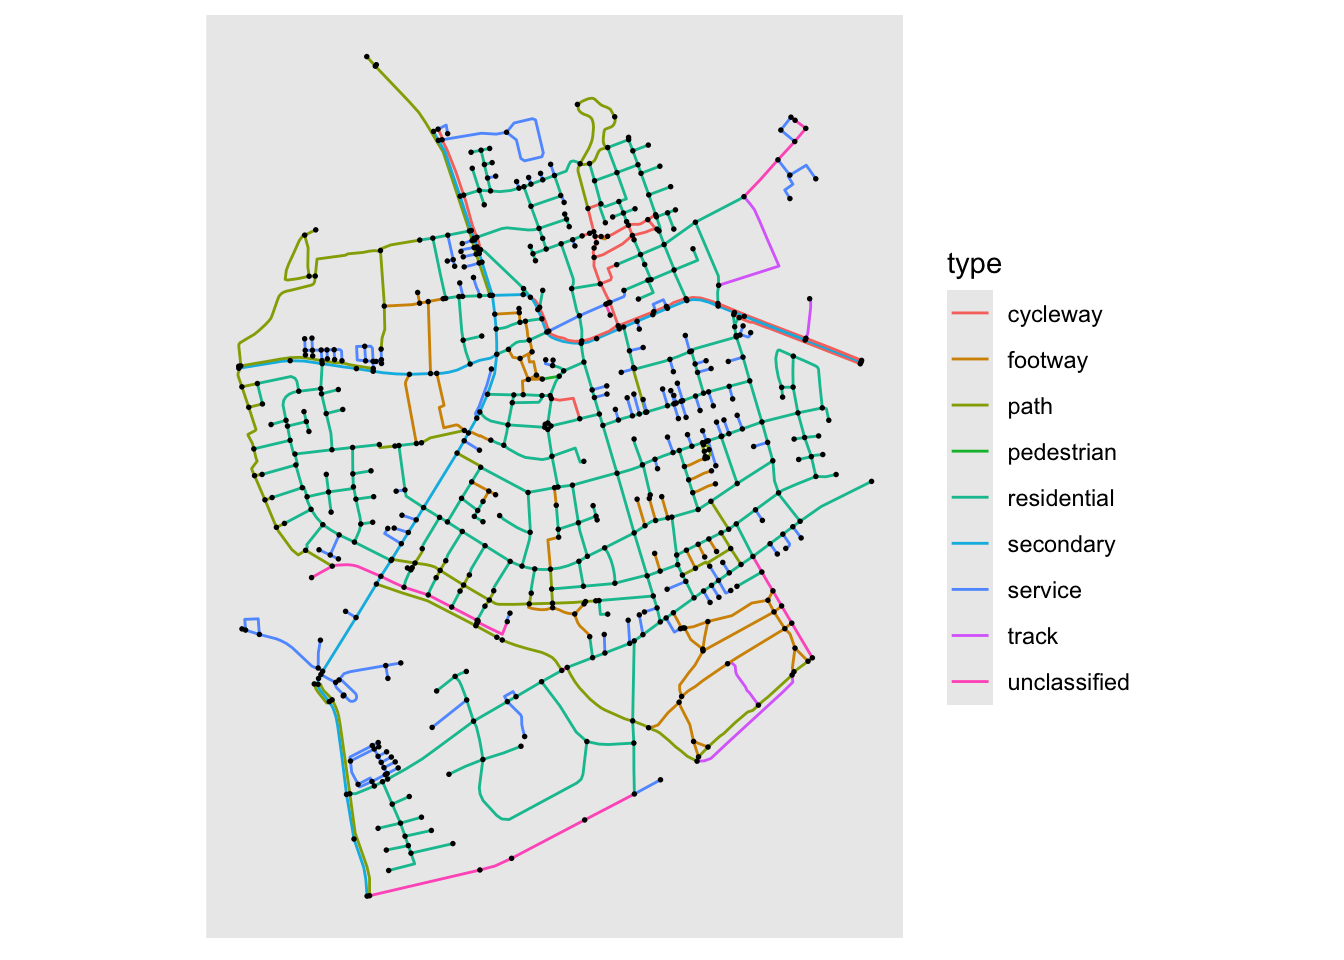 type
cycleway
footway
path
pedestrian
residential
secondary
service
track
unclassified